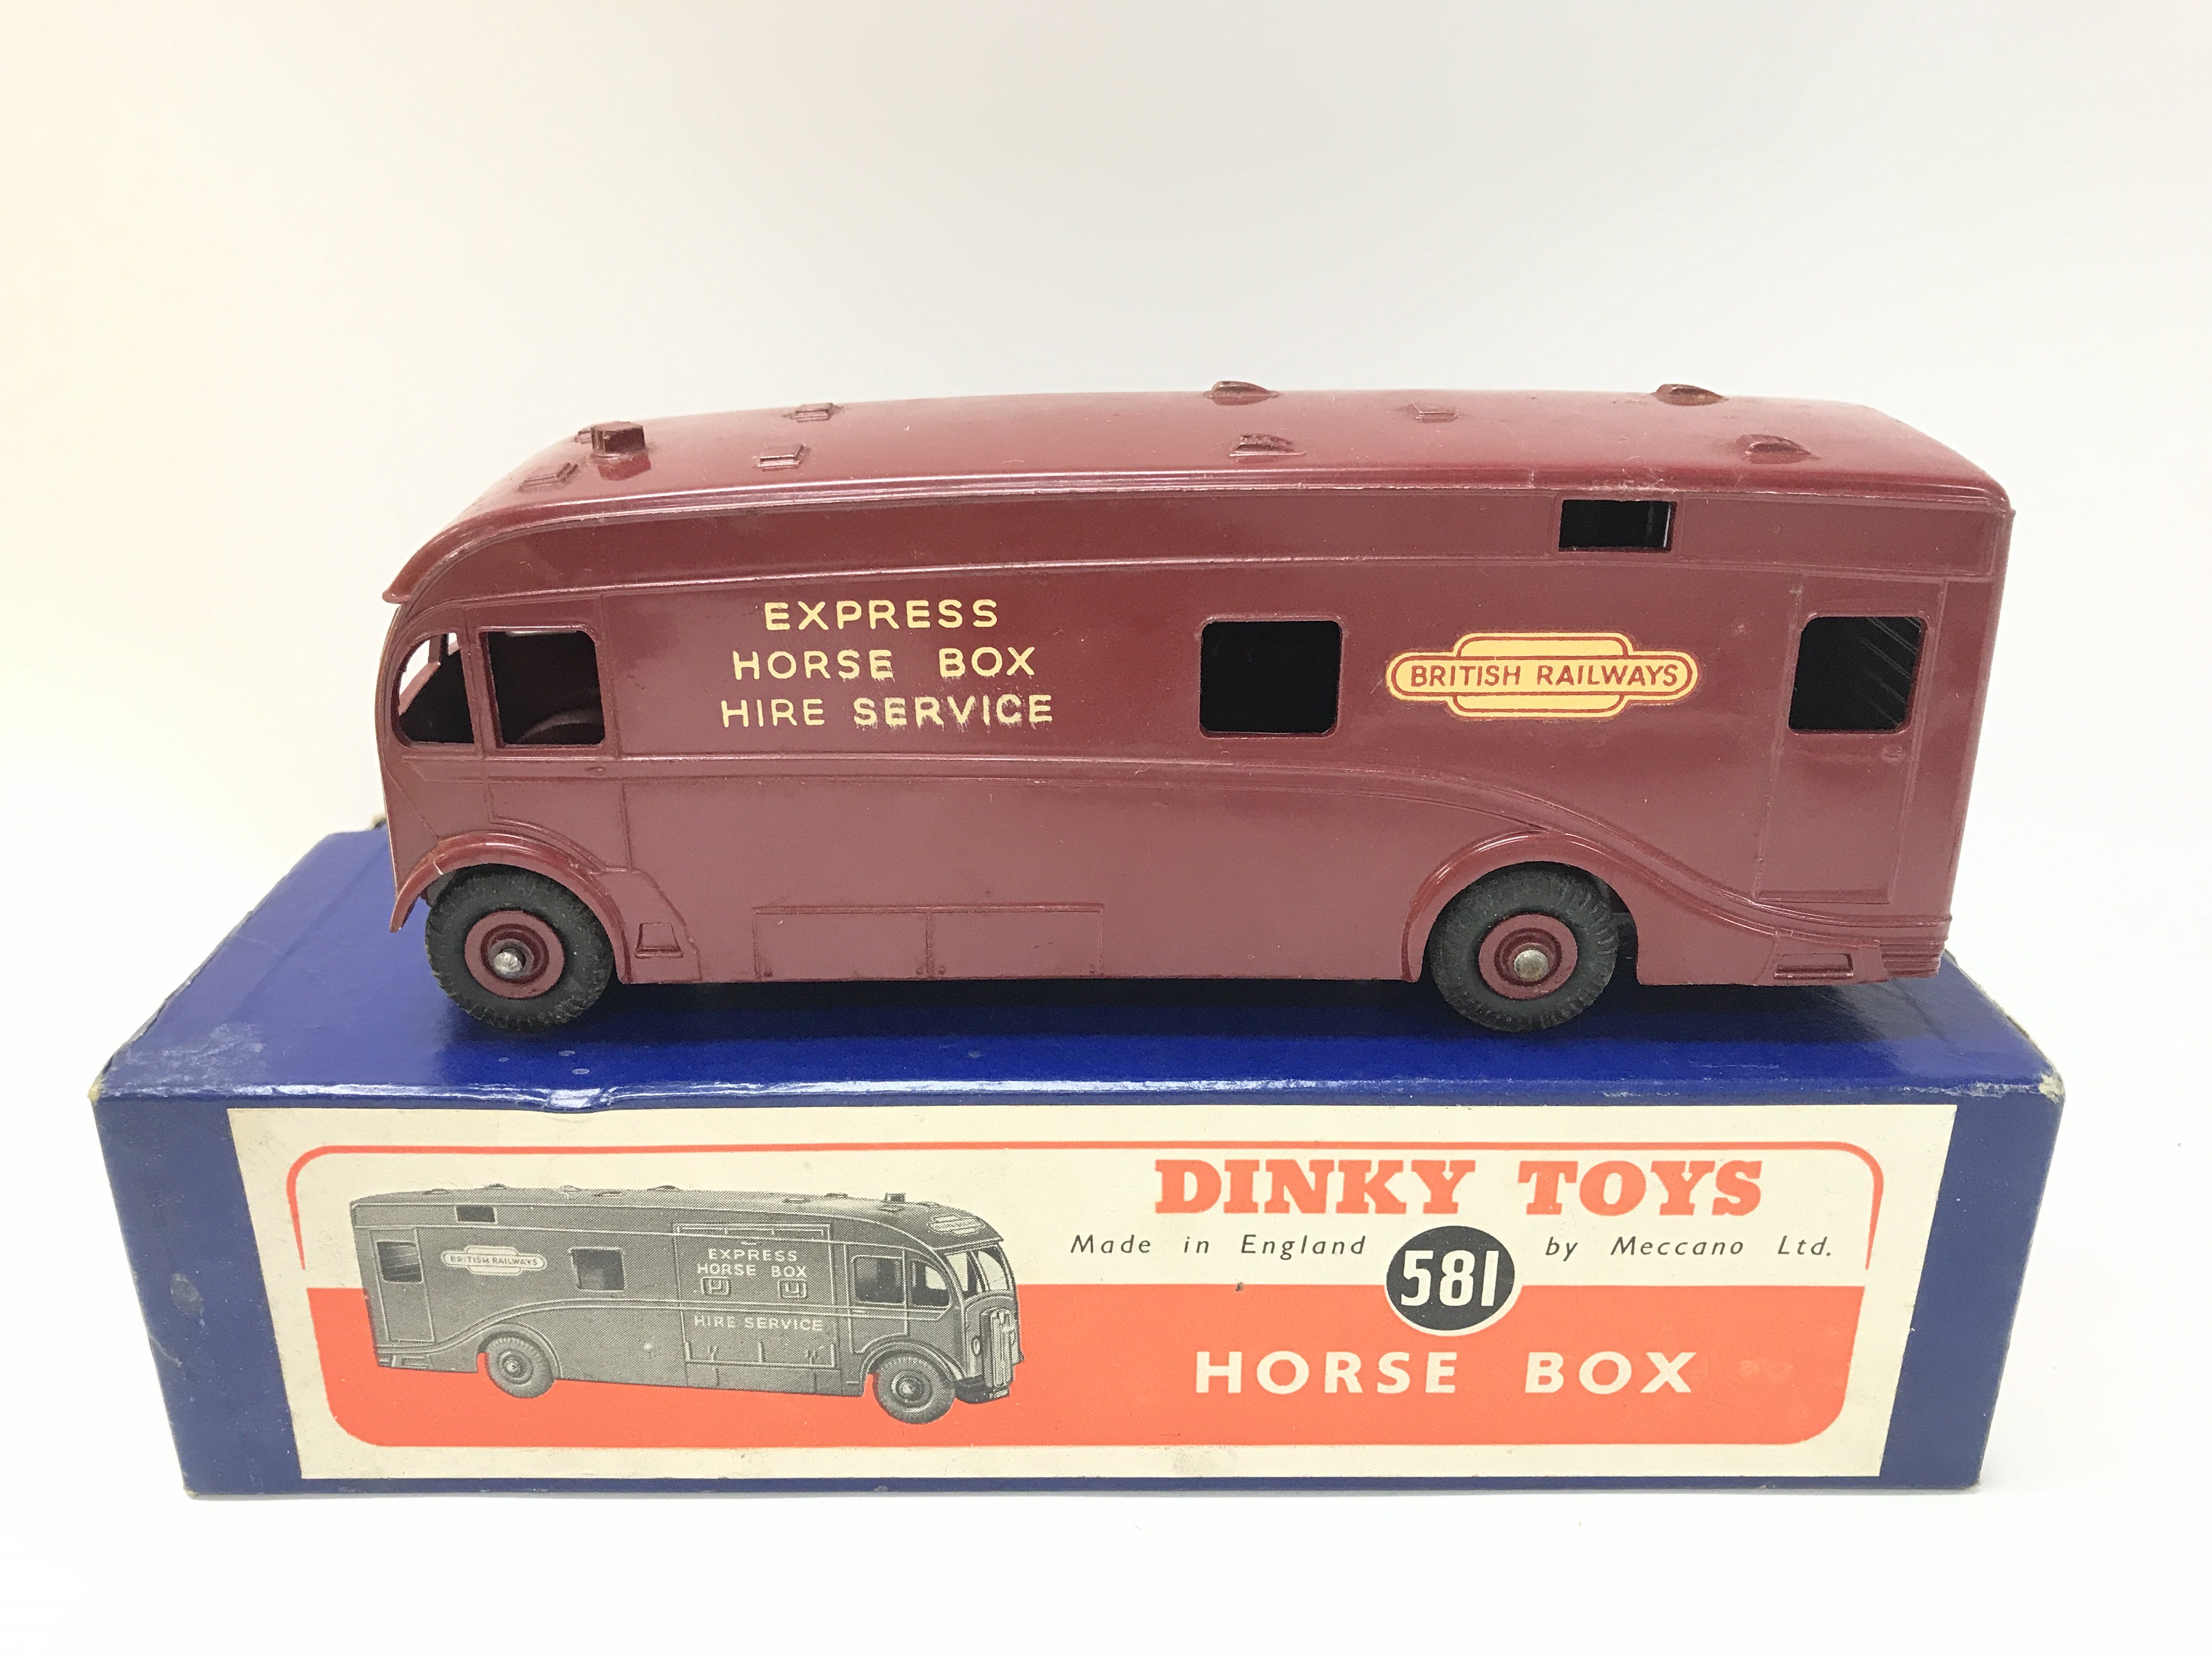 EXPRESS
HORSE BOX
HIRE SERVICE
BRITISH RAILWAYS
DINKY TOYS
Made in England by Meccano Ltd.
581
HORSE BOX
BRITISH RAILWAYS
EXPRESS
HORSE BOX
HIRE SERVICE